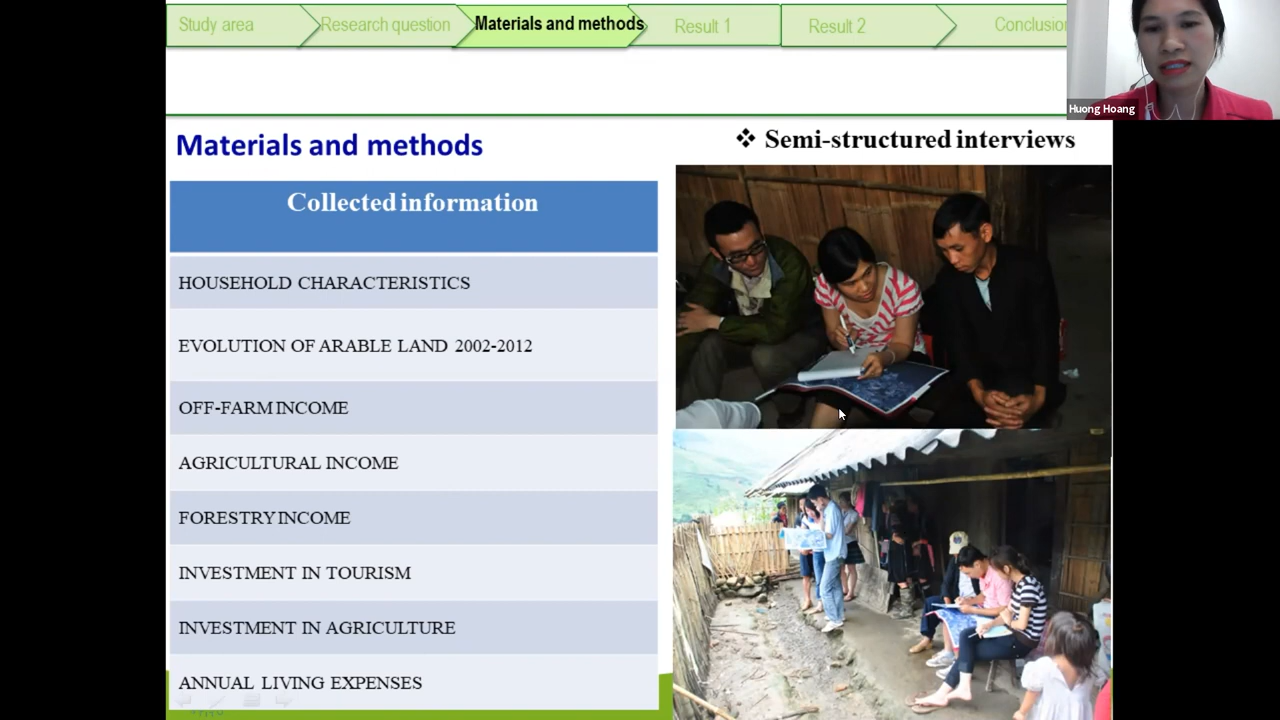 Study area
Research question
Materials and methods
Result 1
Result 2
Conclusio
Huong Hoang
Materials and methods
❖ Semi-structured interviews
Collected information
HOUSEHOLD CHARACTERISTICS
EVOLUTION OF ARABLE LAND 2002-2012
OFF-FARM INCOME
AGRICULTURAL INCOME
FORESTRY INCOME
INVESTMENT IN TOURISM
INVESTMENT IN AGRICULTURE
ANNUAL LIVING EXPENSES